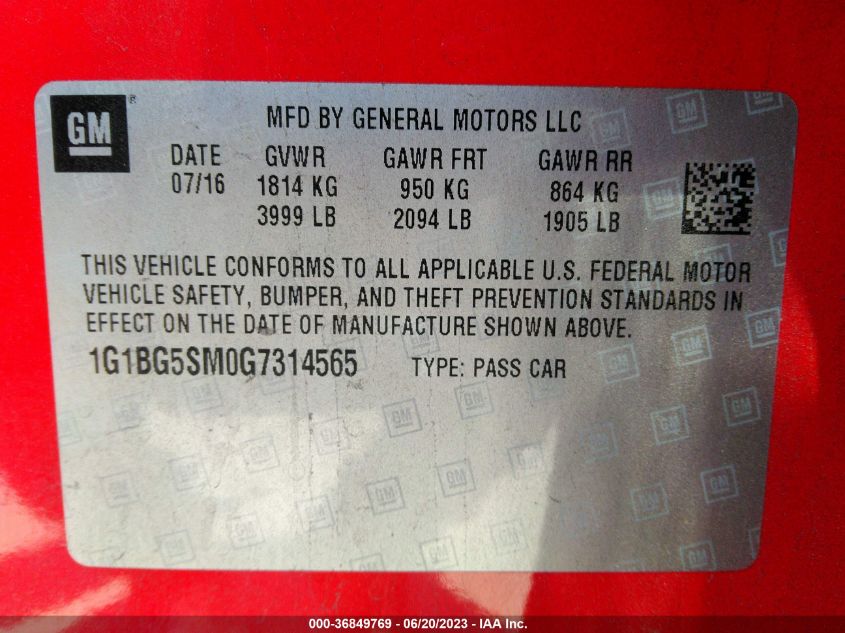 GM ®
MFD BY GENERAL MOTORS LLC
DATE GVWR GAWR FRT GAWR RR
07/16 1814 KG 950 KG 864 KG
3999 LB 2094 LB 1905 LB
THIS VEHICLE CONFORMS TO ALL APPLICABLE U.S. FEDERAL MOTOR
VEHICLE SAFETY, BUMPER, AND THEFT PREVENTION STANDARDS IN
EFFECT ON THE DATE OF MANUFACTURE SHOWN ABOVE.
1G1BG5SM0G7314565 TYPE: PASS CAR
000-36849769 - 06/20/2023 - IAA Inc.